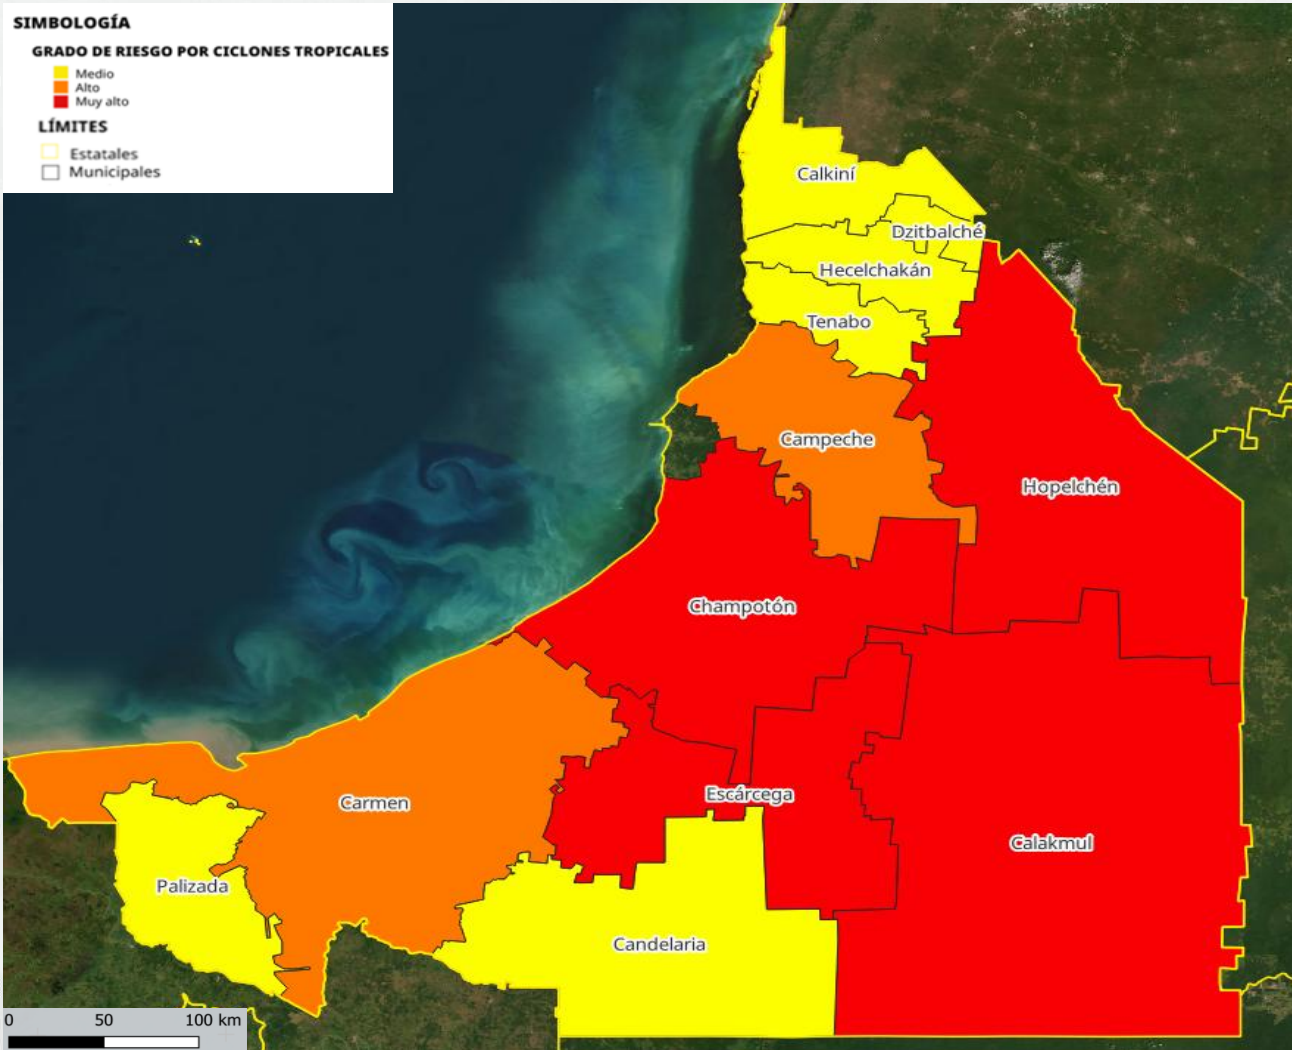 SIMBOLOGÍA
GRADO DE RIESGO POR CICLONES TROPICALES
Medio
Alto
Muy alto
LÍMITES
Estatales
Municipales
Calkiní
Dzitbalché
Hecelchakán
Tenabo
Campeche
Hopelchén
Champotón
Escárcega
Carmen
Calakmul
Palizada
Candelaria
0 50 100 km